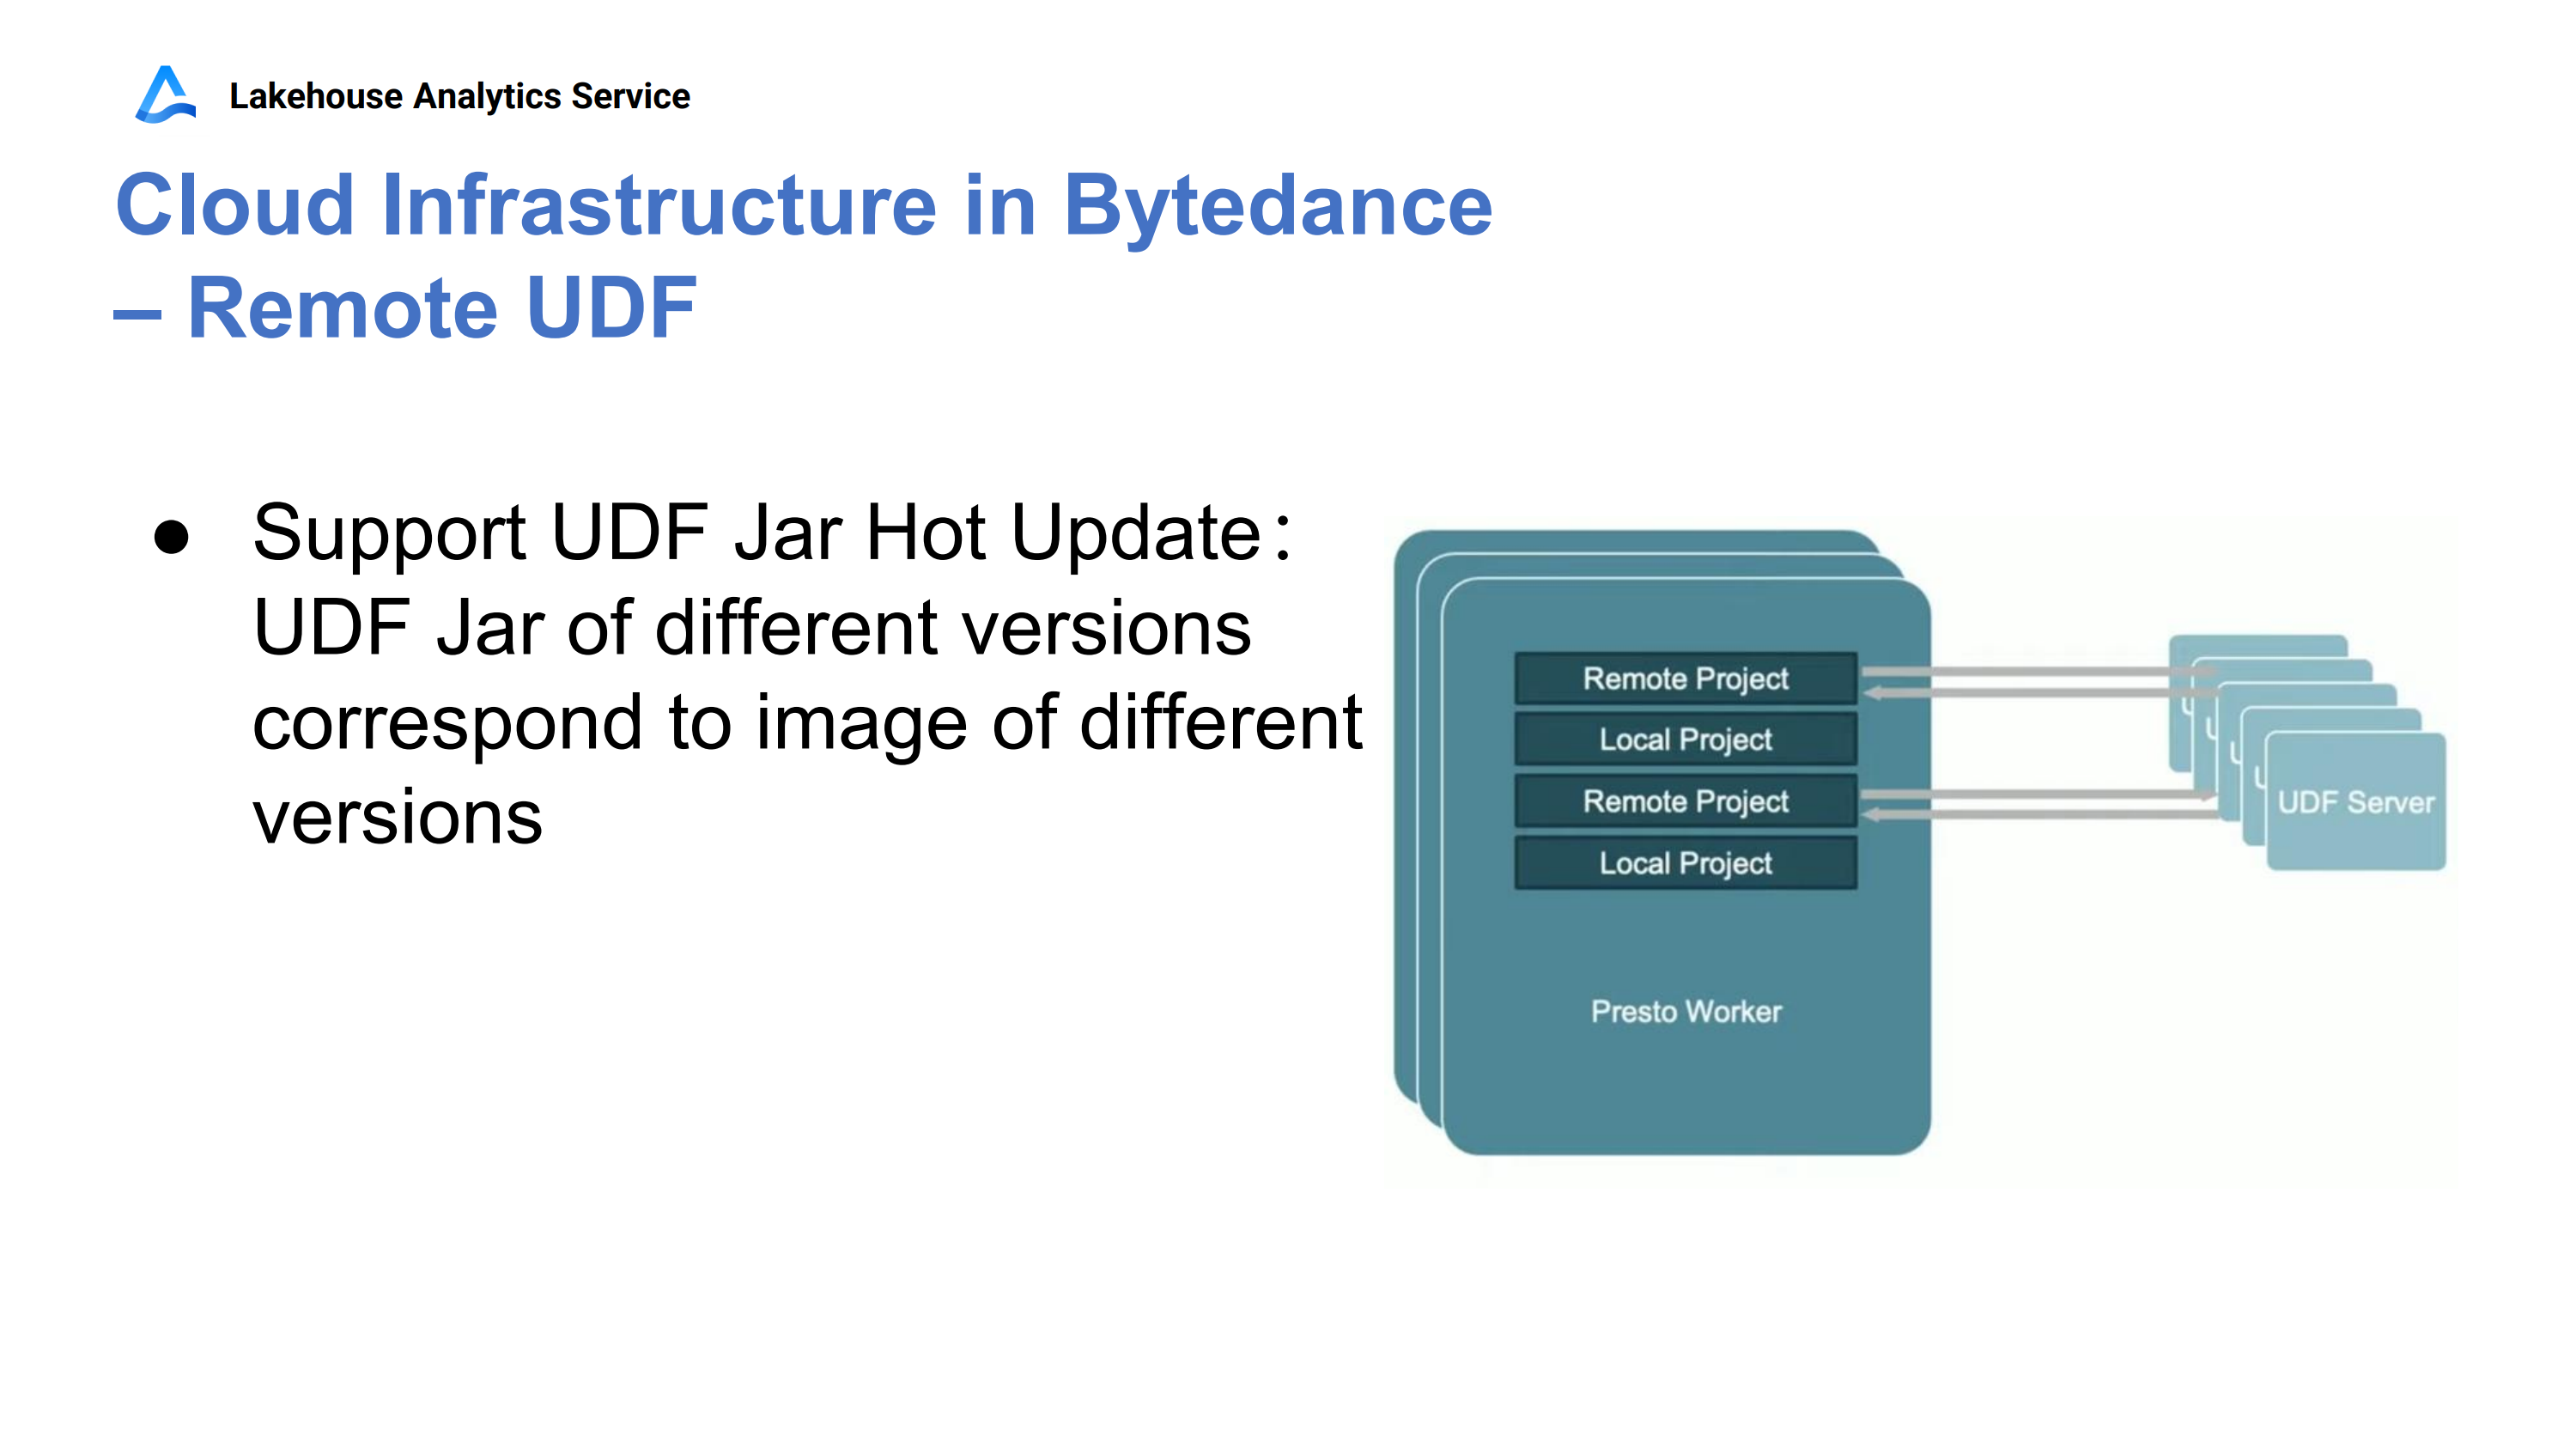 Lakehouse Analytics Service
Cloud Infrastructure in Bytedance
– Remote UDF
● Support UDF Jar Hot Update：
UDF Jar of different versions
correspond to image of different
versions
Remote Project
Local Project
Remote Project
Local Project
Presto Worker
UDF Server